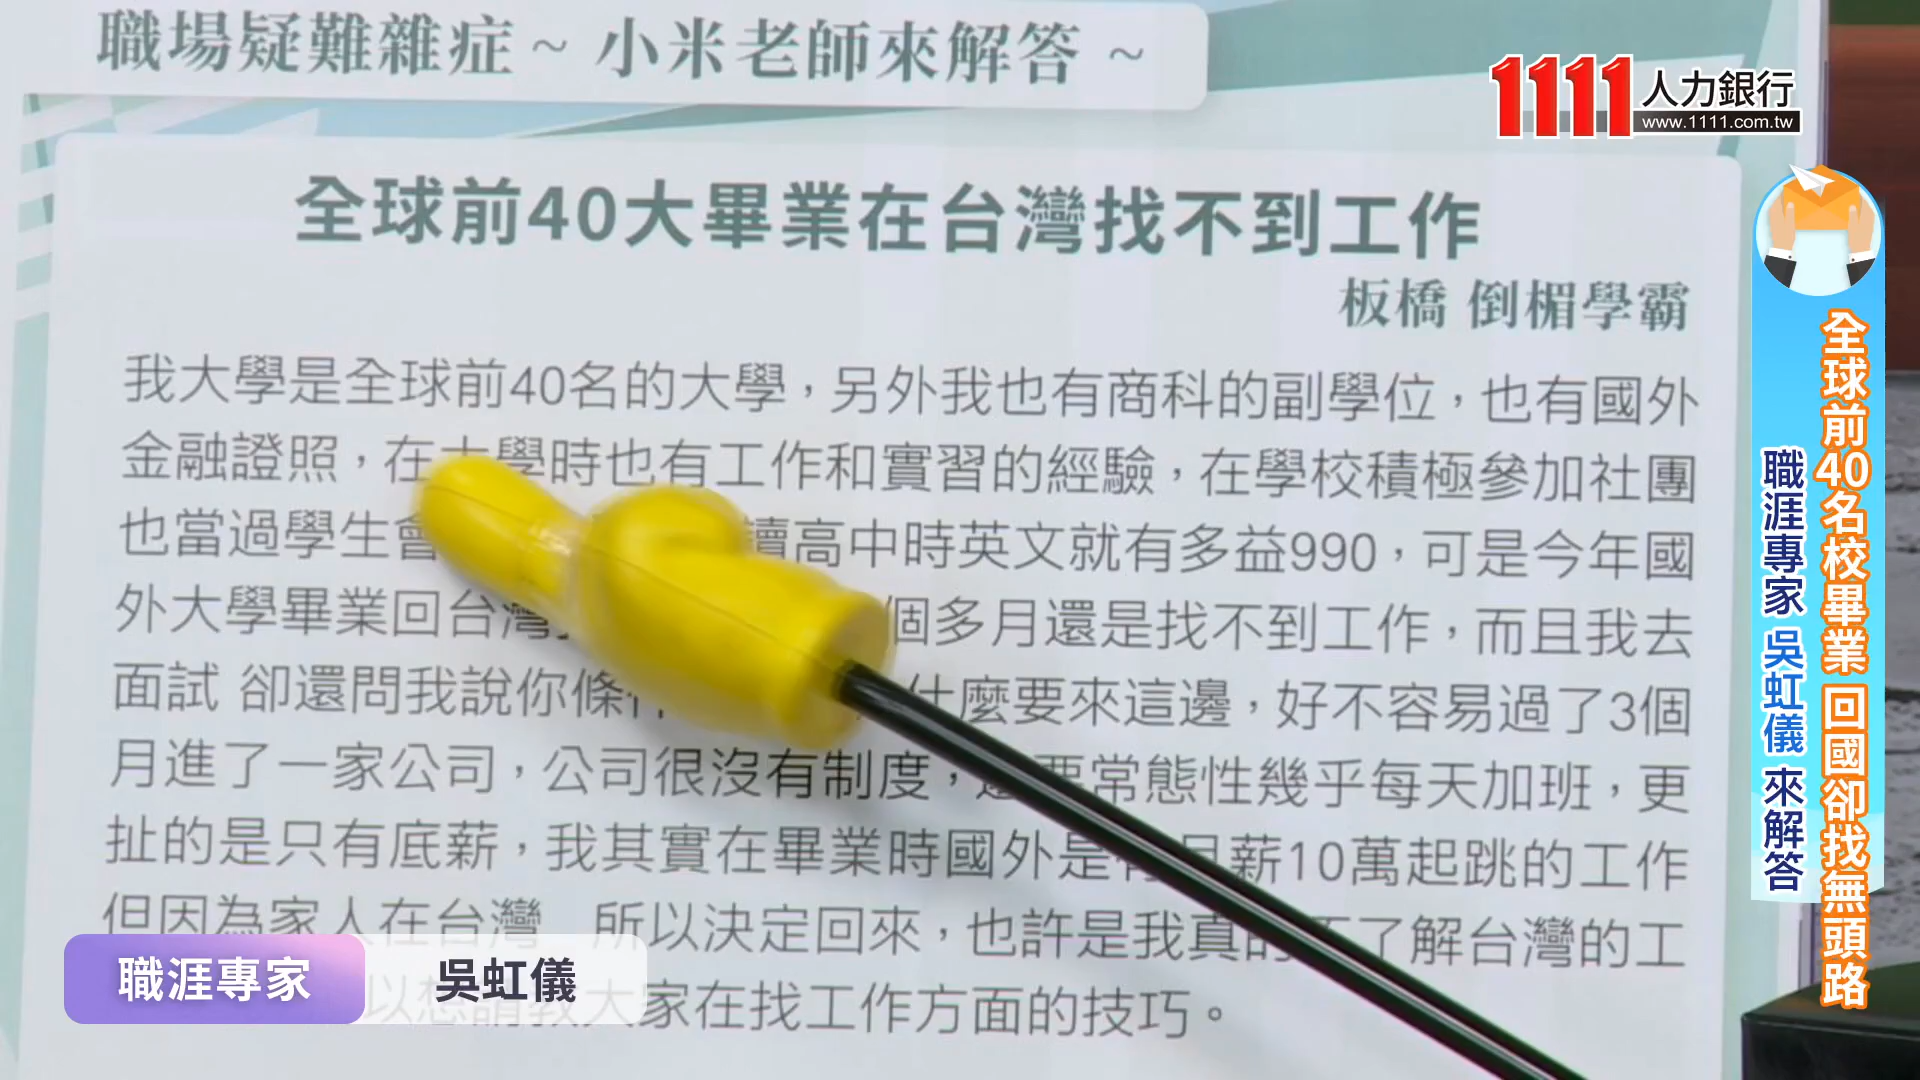 職場疑難雜症～小米老師來解答～
1111人力銀行
www.1111.com.tw
全球前40大畢業在台灣找不到工作
板橋 倒楣學霸
我大學是全球前40名的大學，另外我也有商科的副學位，也有國外
金融證照，在大學時也有工作和實習的經驗，在學校積極參加社團
也當過學生會 讀高中時英文就有多益990，可是今年國
外大學畢業回台灣 個多月還是找不到工作，而且我去
面試 卻還問我說你條件 什麼要來這邊，好不容易過了3個
月進了一家公司，公司很沒有制度，還要常態性幾乎每天加班，更
扯的是只有底薪，我其實在畢業時國外是有月薪10萬起跳的工作
但因為家人在台灣 所以決定回來，也許是我真的不了解台灣的工
以想請教大家在找工作方面的技巧。
職涯專家 吳虹儀
全球前40名校畢業 回國卻找無頭路
職涯專家 吳虹儀 來解答